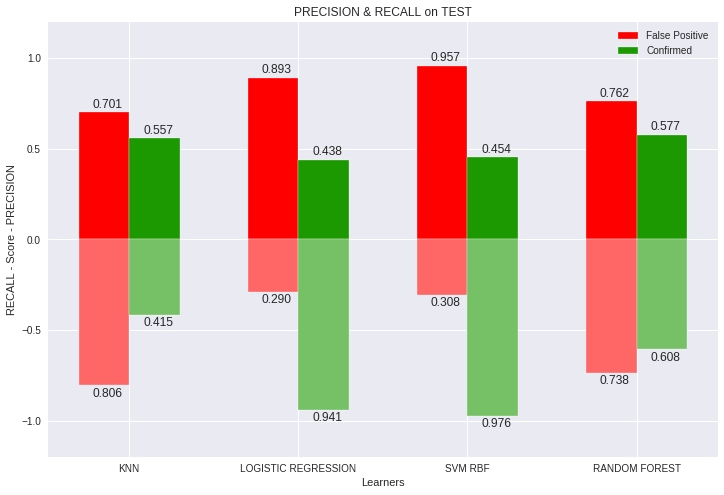 PRECISION & RECALL on TEST
False Positive
Confirmed
RECALL - Score - PRECISION
1.0
0.5
0.0
−0.5
−1.0
0.701
0.557
0.893
0.438
0.957
0.454
0.762
0.577
0.806
0.415
0.290
0.941
0.308
0.976
0.738
0.608
KNN
LOGISTIC REGRESSION
SVM RBF
RANDOM FOREST
Learners